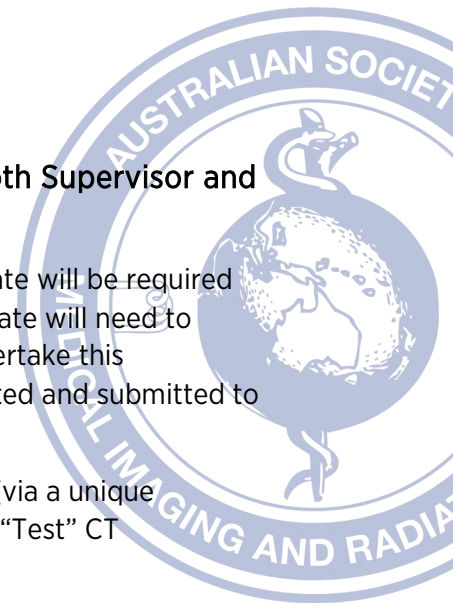 AUSTRALIAN SOCIET
MEDICAL IMAGING AND RADIAT
oth Supervisor and
ate will be required
ate will need to
ertake this
ted and submitted to
via a unique
“Test” CT